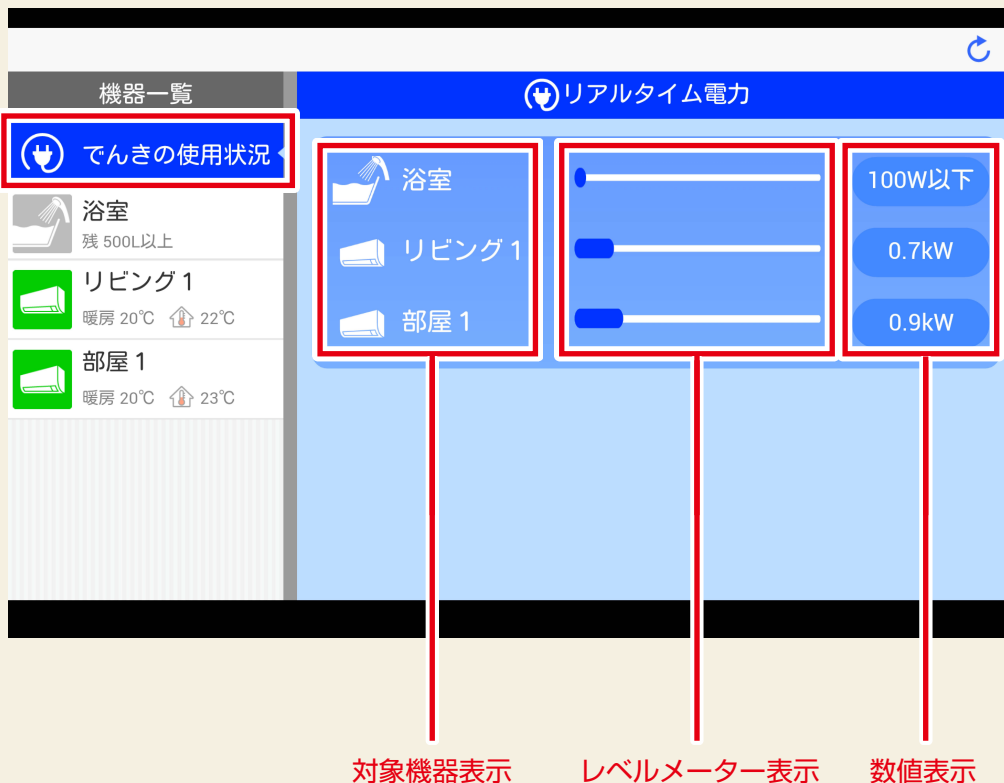 機器一覧
リアルタイム電力
でんきの使用状況
浴室
残 500L以上
リビング1
暖房 20℃ 22℃
部屋1
暖房 20℃ 23℃
浴室
100W以下
リビング1
0.7kW
部屋1
0.9kW
対象機器表示
レベルメーター表示
数値表示